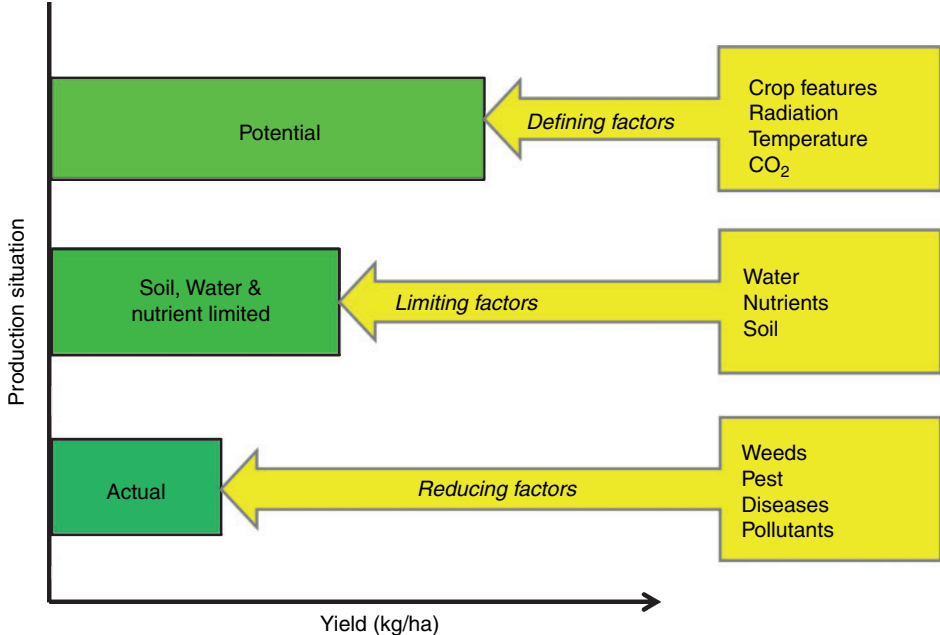 Production situation
Potential
Defining factors
Crop features
Radiation
Temperature
CO₂
Soil, Water &
nutrient limited
Limiting factors
Water
Nutrients
Soil
Actual
Reducing factors
Weeds
Pest
Diseases
Pollutants
Yield (kg/ha)